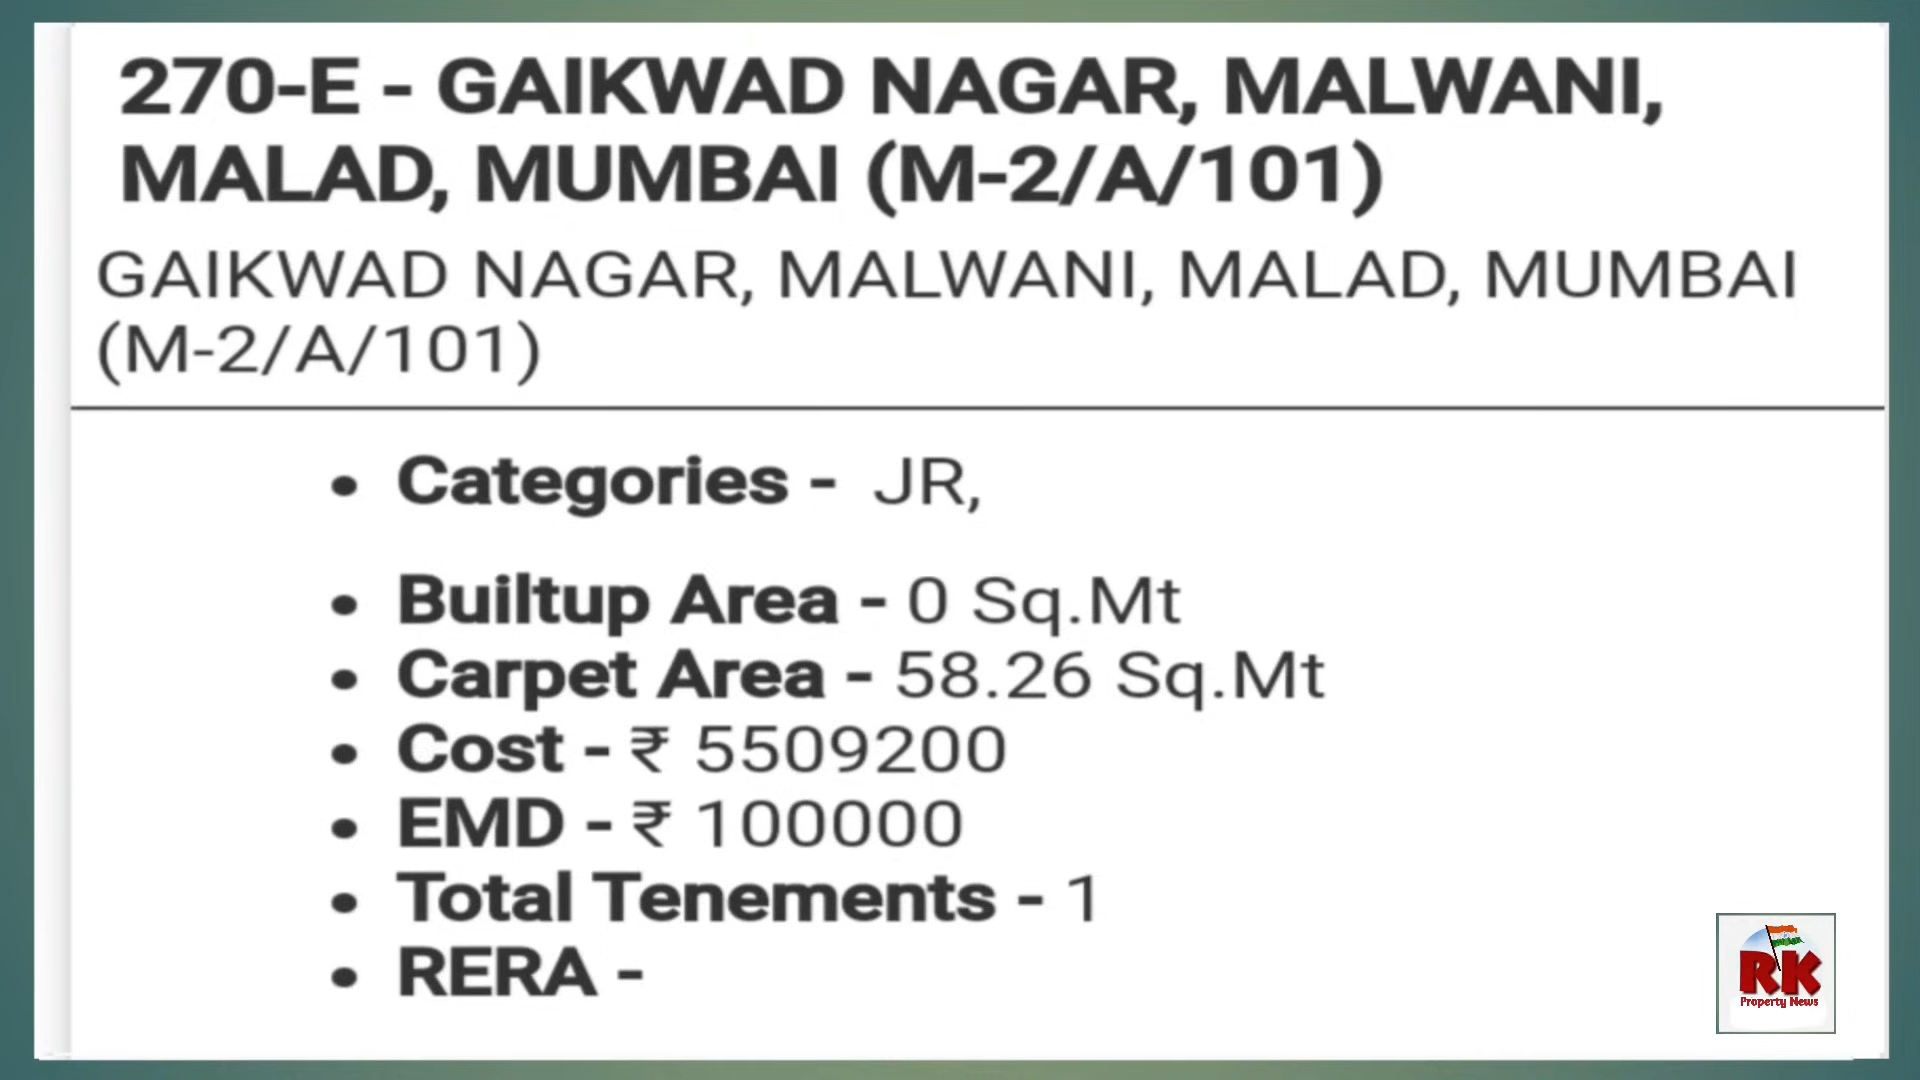 270-E - GAIKWAD NAGAR, MALWANI,
MALAD, MUMBAI (M-2/A/101)
GAIKWAD NAGAR, MALWANI, MALAD, MUMBAI
(M-2/A/101)
• Categories - JR,
• Builtup Area - 0 Sq.Mt
• Carpet Area - 58.26 Sq.Mt
• Cost - ₹ 5509200
• EMD - ₹ 100000
• Total Tenements - 1
• RERA -
RK
Property News